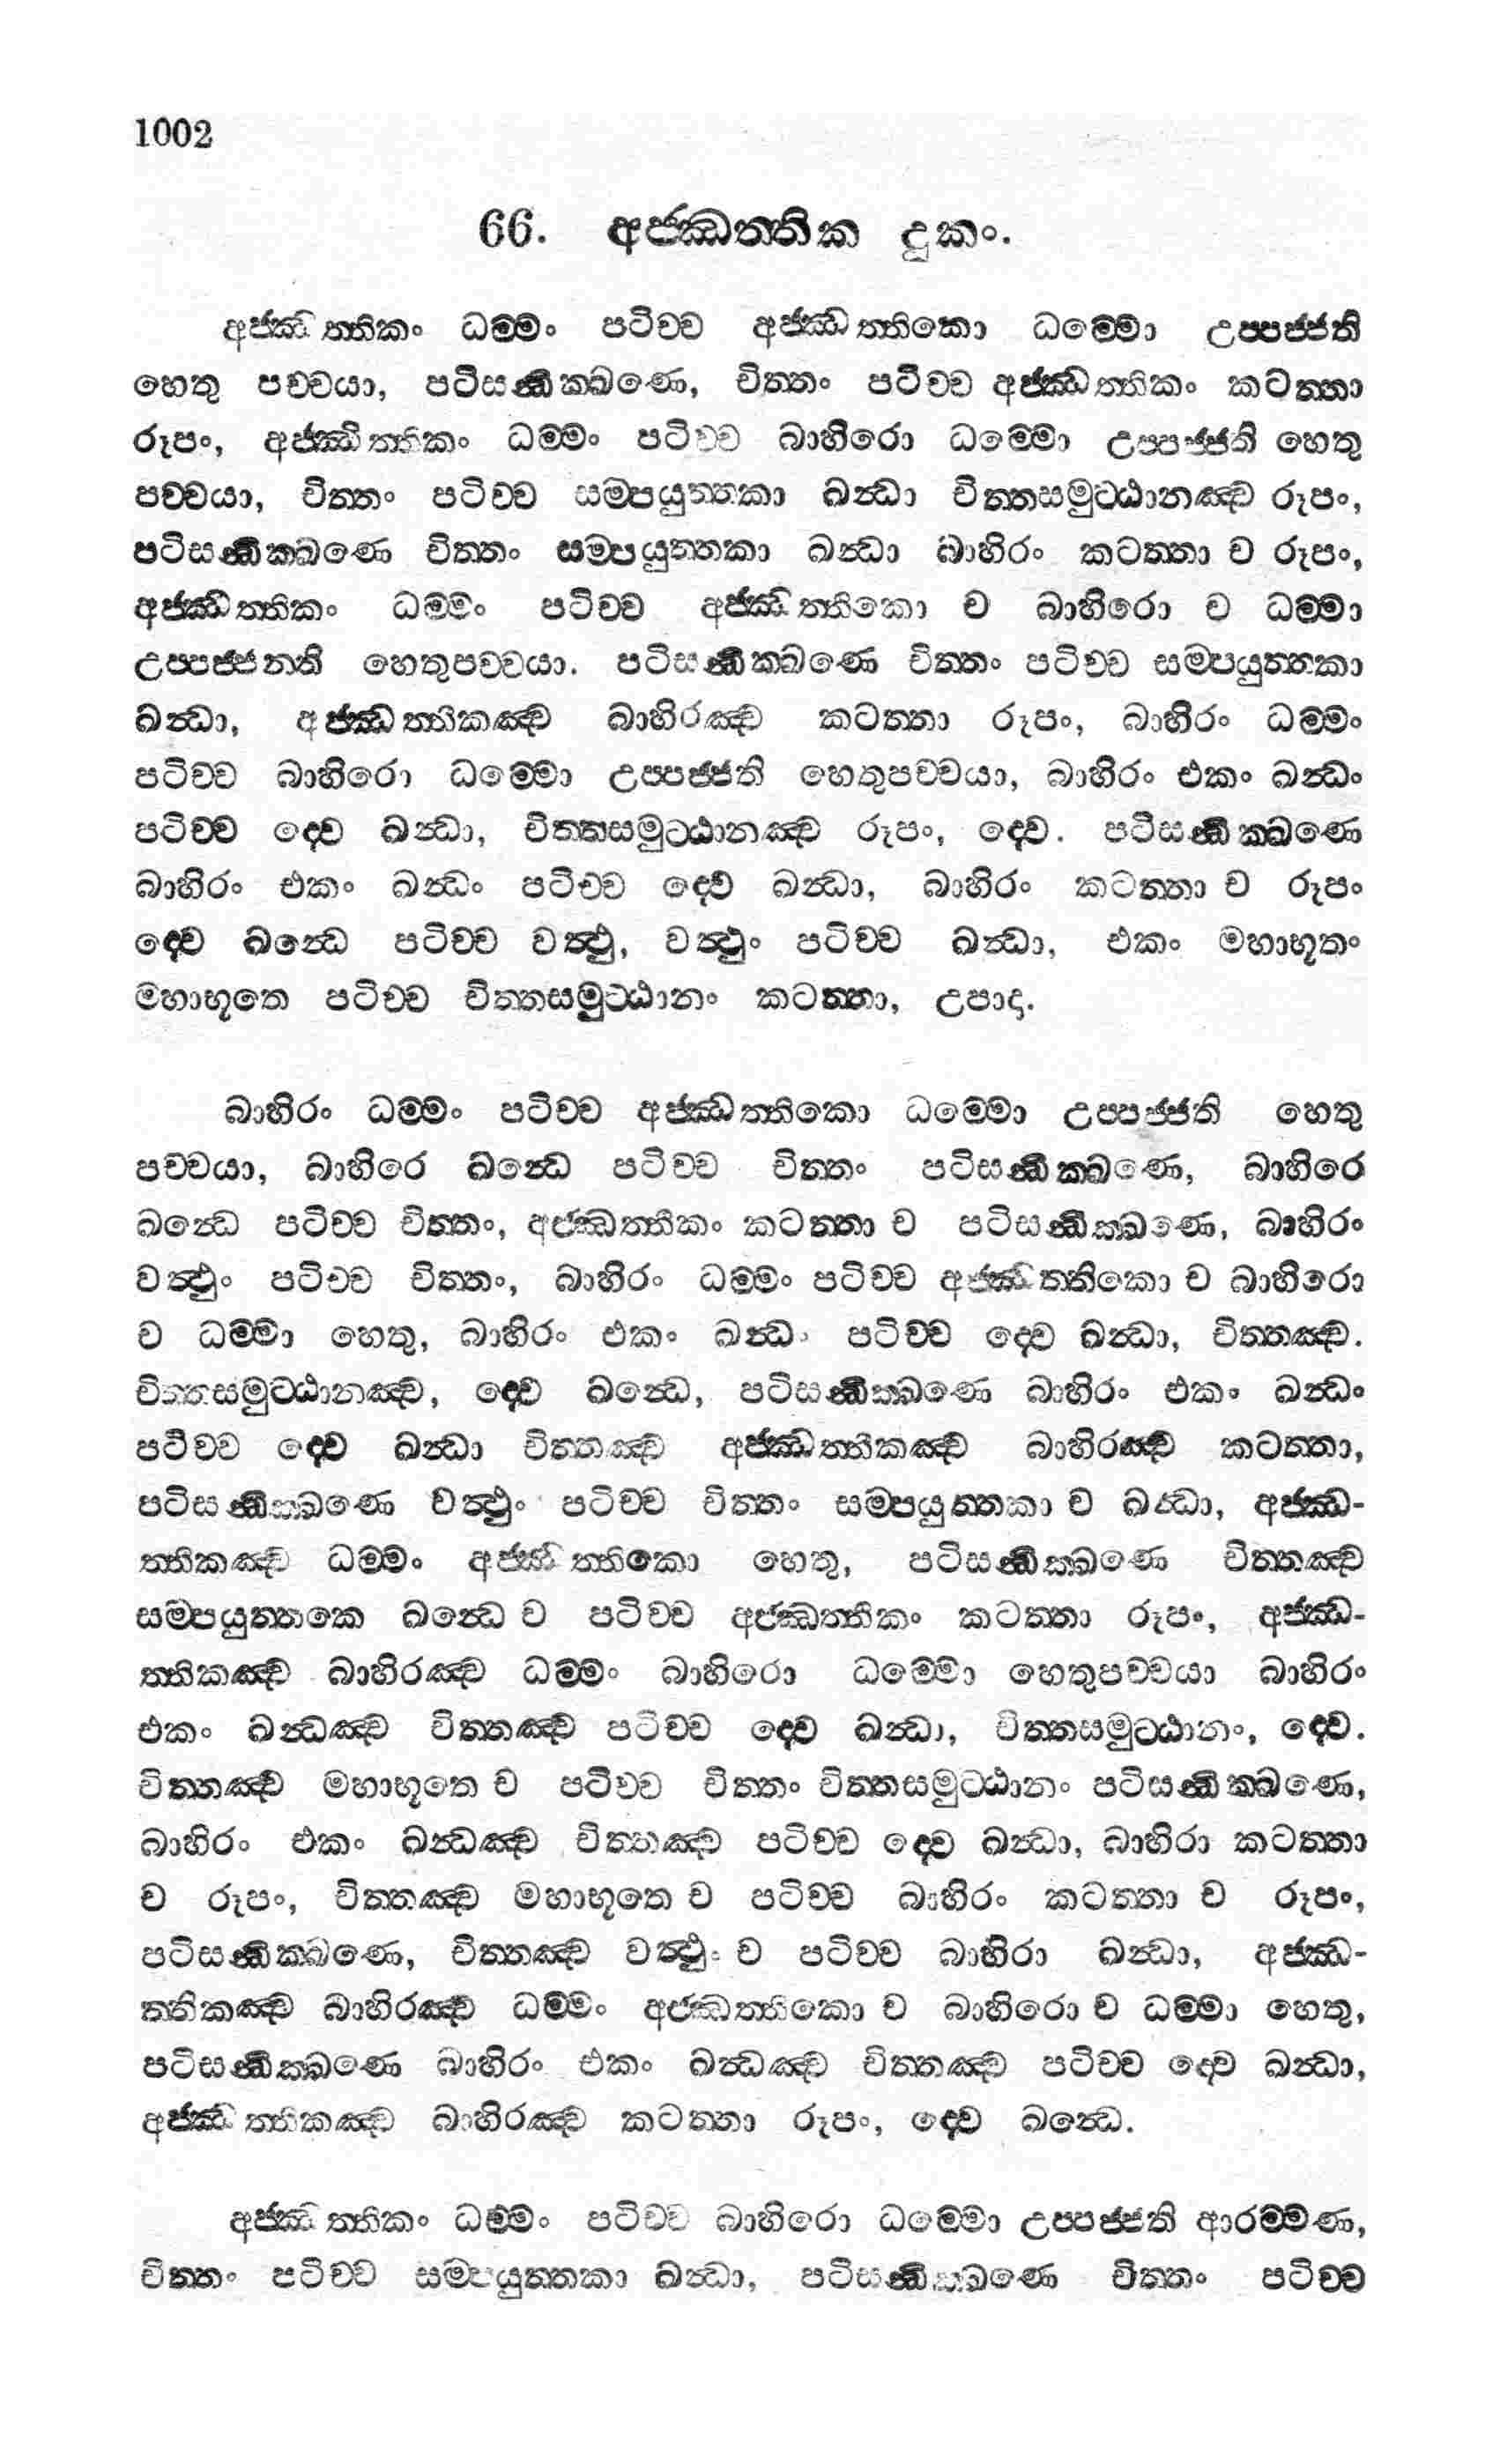 1002
66. අජ්ඣත්තික දුකං.
අජ්ඣත්තිකං ධම්මං පටිච්ච අජ්ඣත්තිකො ධම්මො උප්පජ්ජති
හෙතු පච්චයා, පටිසන්ධික්ඛණෙ, චිත්තං පටිච්ච අජ්ඣත්තිකං කටත්තා
රූපං, අජ්ඣත්තිකං ධම්මං පටිච්ච බාහිරො ධම්මො උප්පජ්ජති හෙතු
පච්චයා, චිත්තං පටිච්ච සම්පයුත්තකා ඛන්ධා චිත්තසමුට්ඨානඤ්ච රූපං,
පටිසන්ධික්ඛණෙ චිත්තං සම්පයුත්තකා ඛන්ධා බාහිරං කටත්තා ච රූපං,
අජ්ඣත්තිකං ධම්මං පටිච්ච අජ්ඣත්තිකො ච බාහිරො ච ධම්මා
උප්පජ්ජන්ති හෙතුපච්චයා. පටිසන්ධික්ඛණෙ චිත්තං පටිච්ච සම්පයුත්තකා
ඛන්ධා, අජ්ඣත්තිකඤ්ච බාහිරඤ්ච කටත්තා රූපං, බාහිරං ධම්මං
පටිච්ච බාහිරො ධම්මො උප්පජ්ජති හෙතුපච්චයා, බාහිරං එකං ඛන්ධං
පටිච්ච ද්වෙ ඛන්ධා, චිත්තසමුට්ඨානඤ්ච රූපං, ද්වෙ. පටිසන්ධික්ඛණෙ
බාහිරං එකං ඛන්ධං පටිච්ච ද්වෙ ඛන්ධා, බාහිරං කටත්තා ච රූපං
ද්වෙ ඛන්ධෙ පටිච්ච වත්ථු, වත්ථුං පටිච්ච ඛන්ධා, එකං මහාභූතං
මහාභූතෙ පටිච්ච චිත්තසමුට්ඨානං කටත්තා, උපාදා.
බාහිරං ධම්මං පටිච්ච අජ්ඣත්තිකො ධම්මො උප්පජ්ජති හෙතු
පච්චයා, බාහිරෙ ඛන්ධෙ පටිච්ච චිත්තං පටිසන්ධික්ඛණෙ, බාහිරෙ
ඛන්ධෙ පටිච්ච චිත්තං, අජ්ඣත්තිකං කටත්තා ච පටිසන්ධික්ඛණෙ, බාහිරං
වත්ථුං පටිච්ච චිත්තං, බාහිරං ධම්මං පටිච්ච අජ්ඣත්තිකො ච බාහිරො
ච ධම්මා හෙතු, බාහිරං එකං ඛන්ධං පටිච්ච ද්වෙ ඛන්ධා, චිත්තඤ්ච.
චිත්තසමුට්ඨානඤ්ච, ද්වෙ ඛන්ධෙ, පටිසන්ධික්ඛණෙ බාහිරං එකං ඛන්ධං
පටිච්ච ද්වෙ ඛන්ධා චිත්තඤ්ච අජ්ඣත්තිකඤ්ච බාහිරඤ්ච කටත්තා,
පටිසන්ධික්ඛණෙ වත්ථුං පටිච්ච චිත්තං සම්පයුත්තකා ච ඛන්ධා, අජ්ඣ-
ත්තිකඤ්ච ධම්මං අජ්ඣත්තිකො හෙතු, පටිසන්ධික්ඛණෙ චිත්තඤ්ච
සම්පයුත්තකෙ ඛන්ධෙ ච පටිච්ච අජ්ඣත්තිකං කටත්තා රූපං, අජ්ඣ-
ත්තිකඤ්ච බාහිරඤ්ච ධම්මං බාහිරො ධම්මො හෙතුපච්චයා බාහිරං
එකං ඛන්ධඤ්ච චිත්තඤ්ච පටිච්ච ද්වෙ ඛන්ධා, චිත්තසමුට්ඨානං, ද්වෙ.
චිත්තඤ්ච මහාභූතෙ ච පටිච්ච චිත්තං චිත්තසමුට්ඨානං පටිසන්ධික්ඛණෙ,
බාහිරං එකං ඛන්ධඤ්ච චිත්තඤ්ච පටිච්ච ද්වෙ ඛන්ධා, බාහිරා කටත්තා
ච රූපං, චිත්තඤ්ච මහාභූතෙ ච පටිච්ච බාහිරං කටත්තා ච රූපං,
පටිසන්ධික්ඛණෙ, චිත්තඤ්ච වත්ථුං ච පටිච්ච බාහිරා ඛන්ධා, අජ්ඣ-
ත්තිකඤ්ච බාහිරඤ්ච ධම්මං අජ්ඣත්තිකො ච බාහිරො ච ධම්මා හෙතු,
පටිසන්ධික්ඛණෙ බාහිරං එකං ඛන්ධඤ්ච චිත්තඤ්ච පටිච්ච ද්වෙ ඛන්ධා,
අජ්ඣත්තිකඤ්ච බාහිරඤ්ච කටත්තා රූපං, ද්වෙ ඛන්ධෙ.
අජ්ඣත්තිකං ධම්මං පටිච්ච බාහිරො ධම්මො උප්පජ්ජති ආරම්මණ,
චිත්තං පටිච්ච සම්පයුත්තකා ඛන්ධා, පටිසන්ධික්ඛණෙ චිත්තං පටිච්ච